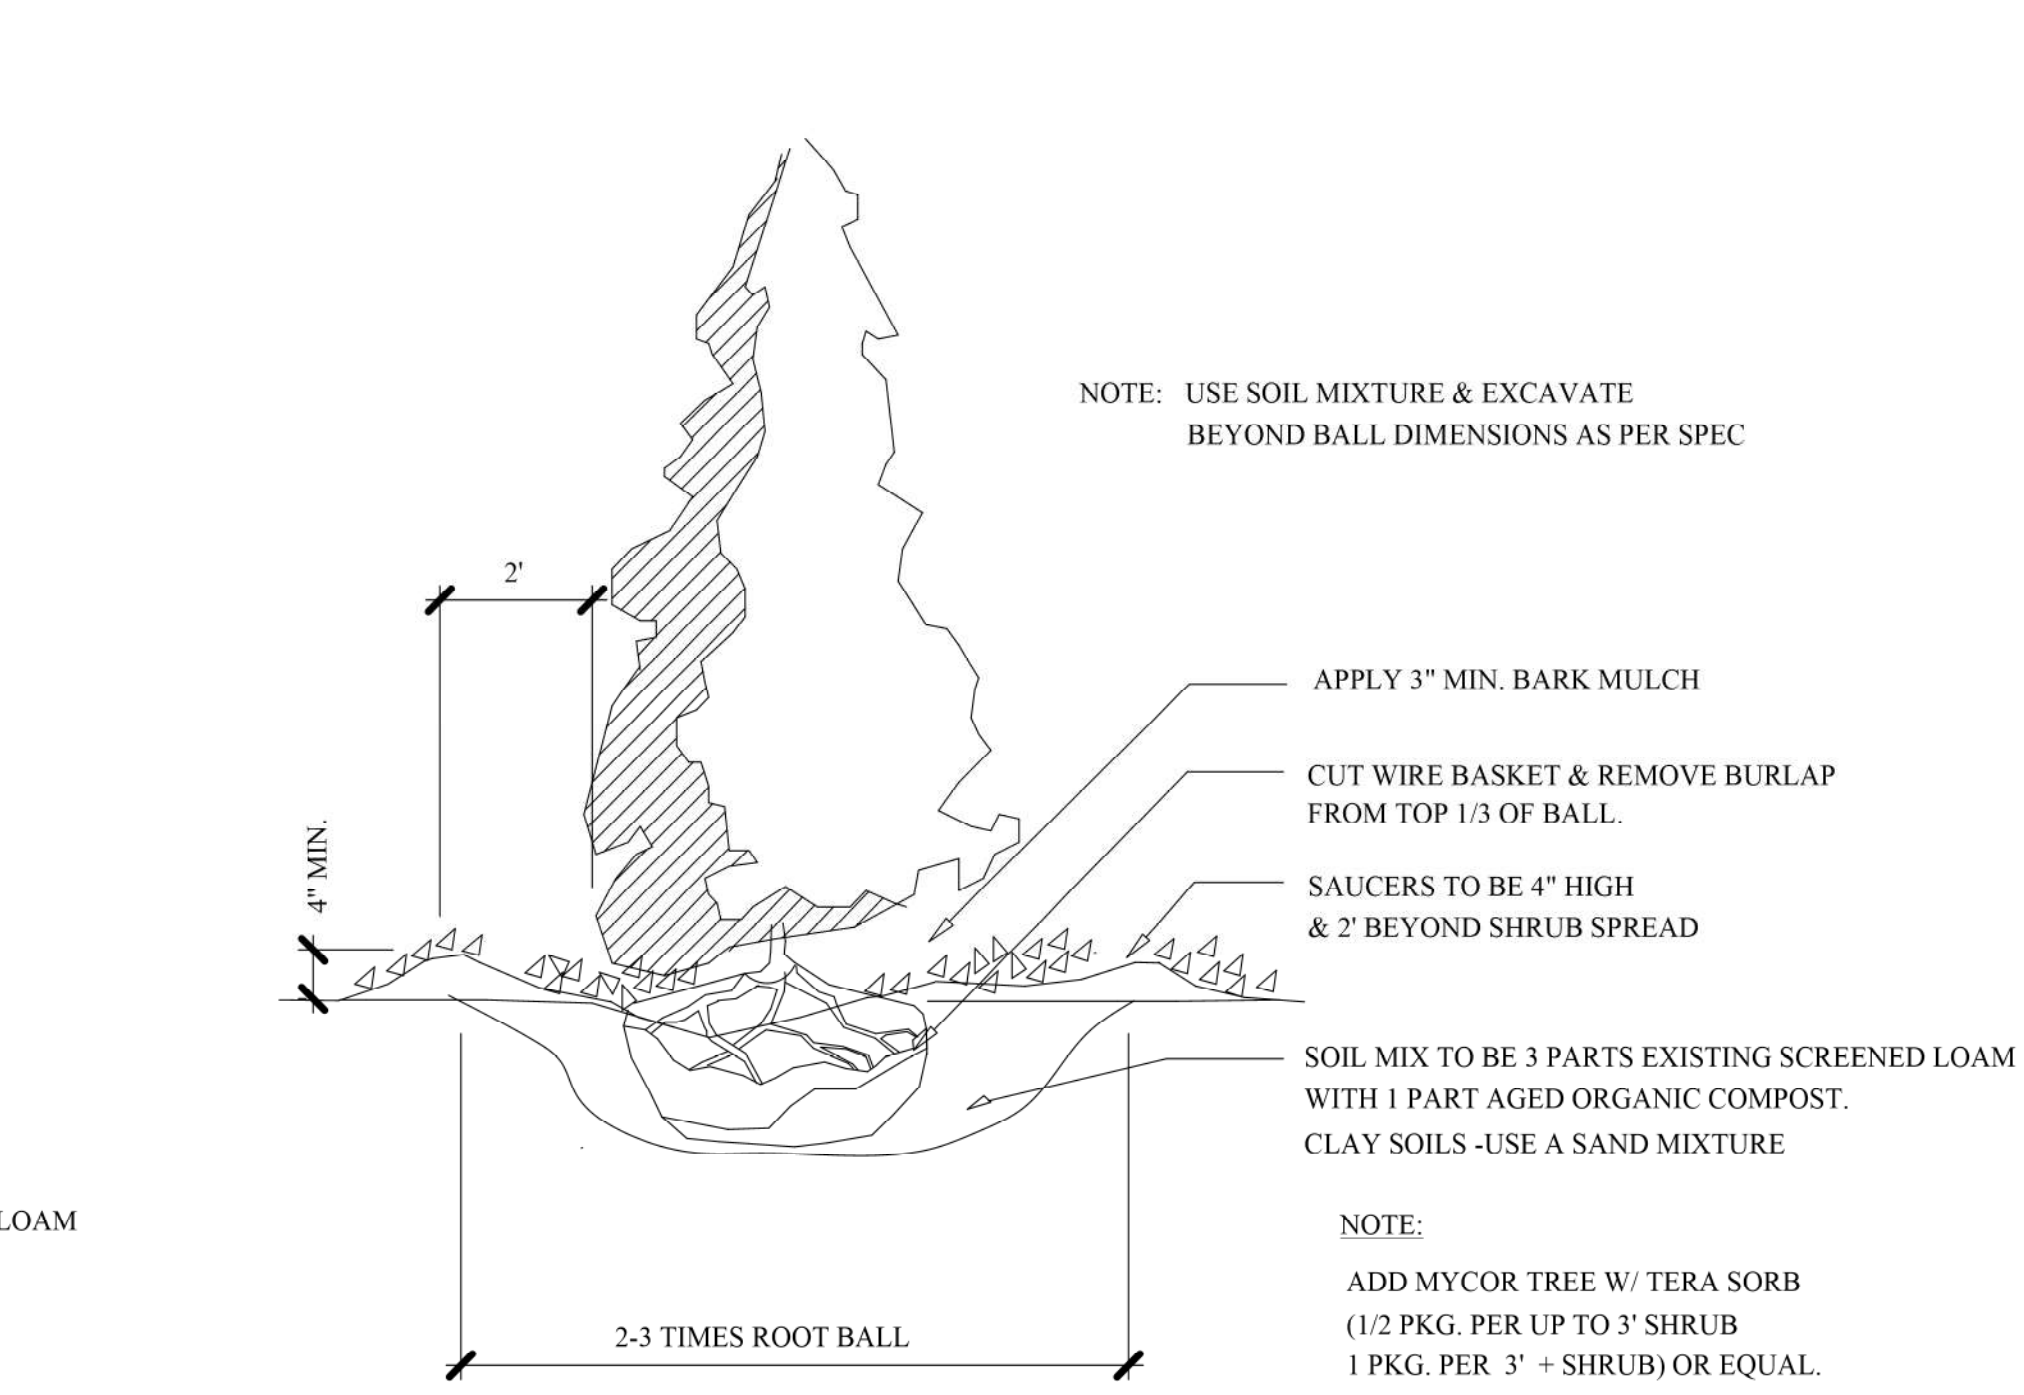 NOTE: USE SOIL MIXTURE & EXCAVATE
BEYOND BALL DIMENSIONS AS PER SPEC
2'
APPLY 3" MIN. BARK MULCH
CUT WIRE BASKET & REMOVE BURLAP
FROM TOP 1/3 OF BALL.
4" MIN.
SAUCERS TO BE 4" HIGH
& 2' BEYOND SHRUB SPREAD
SOIL MIX TO BE 3 PARTS EXISTING SCREENED LOAM
WITH 1 PART AGED ORGANIC COMPOST.
CLAY SOILS -USE A SAND MIXTURE
LOAM
NOTE:
ADD MYCOR TREE W/ TERA SORB
(1/2 PKG. PER UP TO 3' SHRUB
1 PKG. PER 3' + SHRUB) OR EQUAL.
2-3 TIMES ROOT BALL